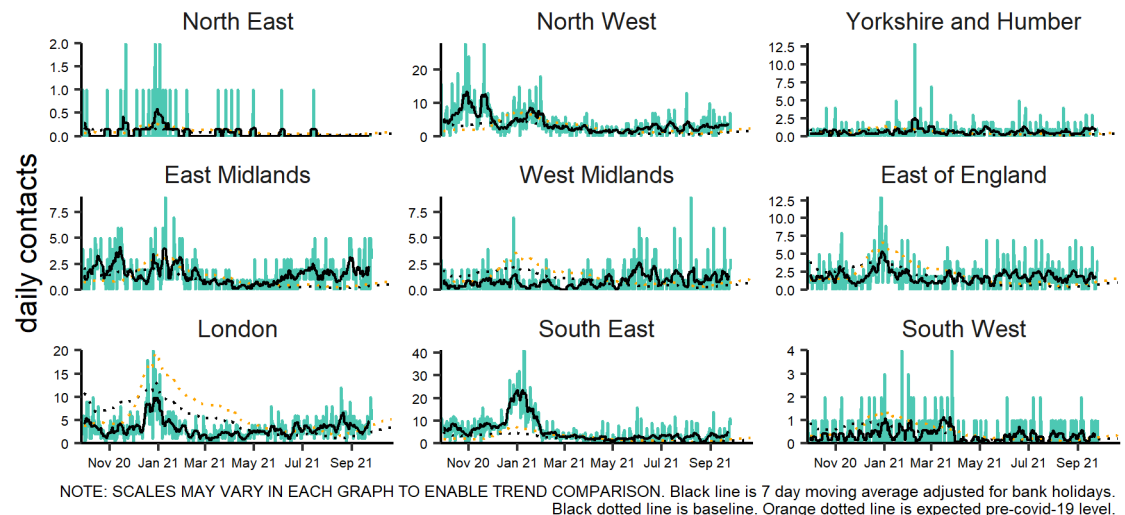 North East
North West
Yorkshire and Humber
2.0
1.5
1.0
0.5
0.0
20
10
0
12.5
10.0
7.5
5.0
2.5
0.0
daily contacts
East Midlands
West Midlands
East of England
7.5
5.0
2.5
0.0
7.5
5.0
2.5
0.0
12.5
10.0
7.5
5.0
2.5
0.0
London
South East
South West
20
15
10
5
0
40
30
20
10
0
4
3
2
1
0
Nov 20 Jan 21 Mar 21 May 21 Jul 21 Sep 21
Nov 20 Jan 21 Mar 21 May 21 Jul 21 Sep 21
Nov 20 Jan 21 Mar 21 May 21 Jul 21 Sep 21
NOTE: SCALES MAY VARY IN EACH GRAPH TO ENABLE TREND COMPARISON. Black line is 7 day moving average adjusted for bank holidays.
Black dotted line is baseline. Orange dotted line is expected pre-covid-19 level.